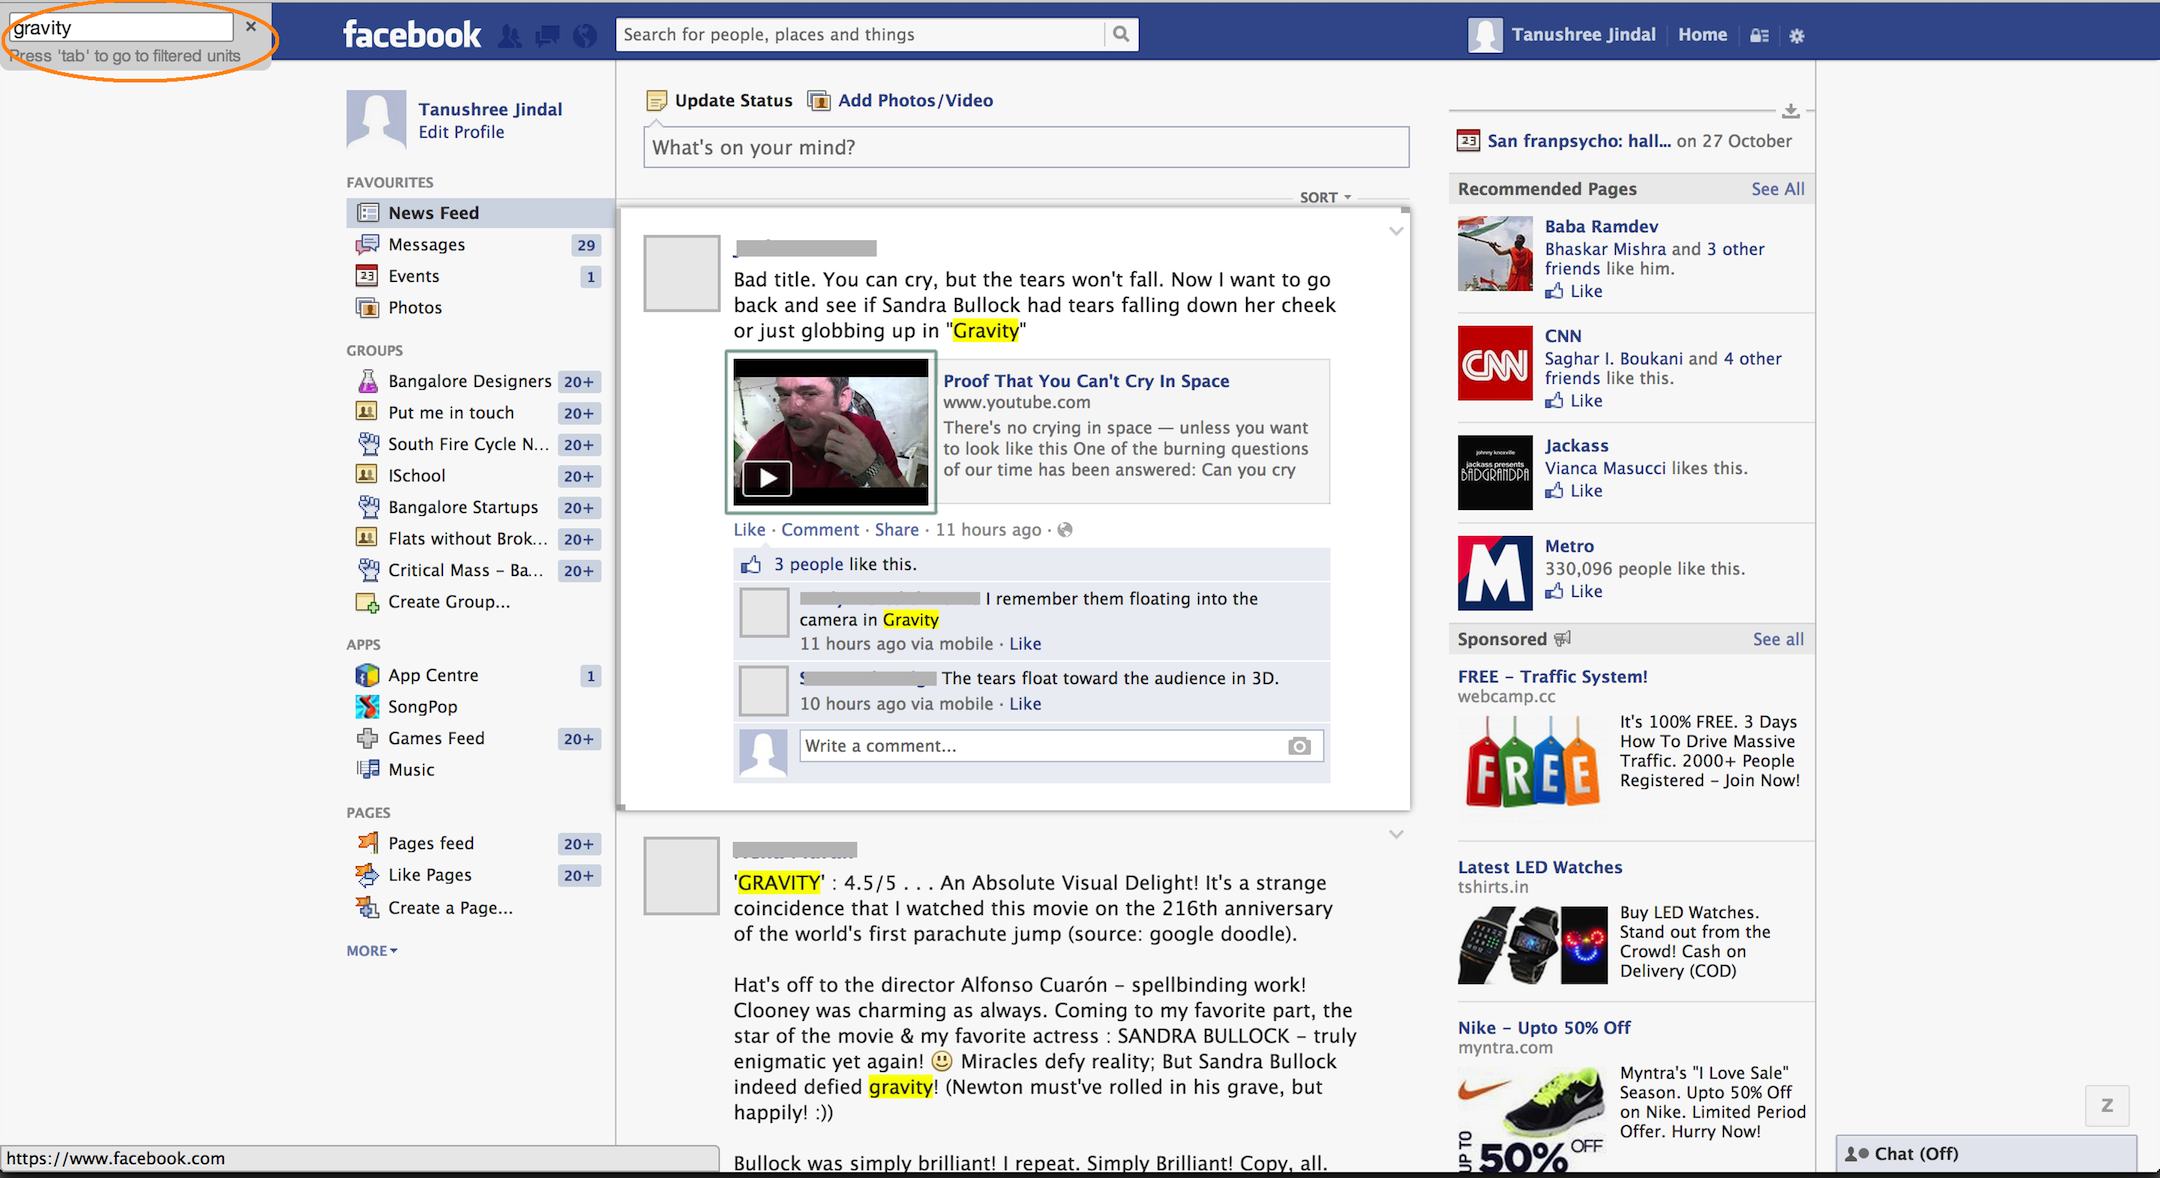 gravity
Press 'tab' to go to filtered units
facebook
Search for people, places and things
Tanushree Jindal
Home
Tanushree Jindal
Edit Profile
FAVOURITES
News Feed
Messages 29
Events 1
Photos
GROUPS
Bangalore Designers 20+
Put me in touch 20+
South Fire Cycle N... 20+
ISchool 20+
Bangalore Startups 20+
Flats without Brok... 20+
Critical Mass – Ba... 20+
Create Group...
APPS
App Centre 1
SongPop
Games Feed 20+
Music
PAGES
Pages feed 20+
Like Pages 20+
Create a Page...
MORE
Update Status
Add Photos/Video
What's on your mind?
SORT
Bad title. You can cry, but the tears won't fall. Now I want to go
back and see if Sandra Bullock had tears falling down her cheek
or just globbing up in "Gravity"
Proof That You Can't Cry In Space
www.youtube.com
There's no crying in space — unless you want
to look like this One of the burning questions
of our time has been answered: Can you cry
Like · Comment · Share · 11 hours ago ·
3 people like this.
I remember them floating into the
camera in Gravity
11 hours ago via mobile · Like
The tears float toward the audience in 3D.
10 hours ago via mobile · Like
Write a comment...
'GRAVITY' : 4.5/5 . . . An Absolute Visual Delight! It's a strange
coincidence that I watched this movie on the 216th anniversary
of the world's first parachute jump (source: google doodle).
Hat's off to the director Alfonso Cuarón – spellbinding work!
Clooney was charming as always. Coming to my favorite part, the
star of the movie & my favorite actress : SANDRA BULLOCK – truly
enigmatic yet again! Miracles defy reality; But Sandra Bullock
indeed defied gravity! (Newton must've rolled in his grave, but
happily! :))
Bullock was simply brilliant! I repeat. Simply Brilliant! Copy, all.
23 San franpsycho: hall... on 27 October
Recommended Pages See All
Baba Ramdev
Bhaskar Mishra and 3 other
friends like him.
Like
CNN
CNN
Saghar I. Boukani and 4 other
friends like this.
Like
johnny knoxville
jackass presents
BADGRANDPA
Jackass
Vianca Masucci likes this.
Like
M
Metro
330,096 people like this.
Like
Sponsored See all
FREE – Traffic System!
webcamp.cc
FREE
It's 100% FREE. 3 Days
How To Drive Massive
Traffic. 2000+ People
Registered – Join Now!
Latest LED Watches
tshirts.in
Buy LED Watches.
Stand out from the
Crowd! Cash on
Delivery (COD)
Nike – Upto 50% Off
myntra.com
UP TO 50% OFF
Myntra's "I Love Sale"
Season. Upto 50% Off
on Nike. Limited Period
Offer. Hurry Now!
Z
Chat (Off)
https://www.facebook.com